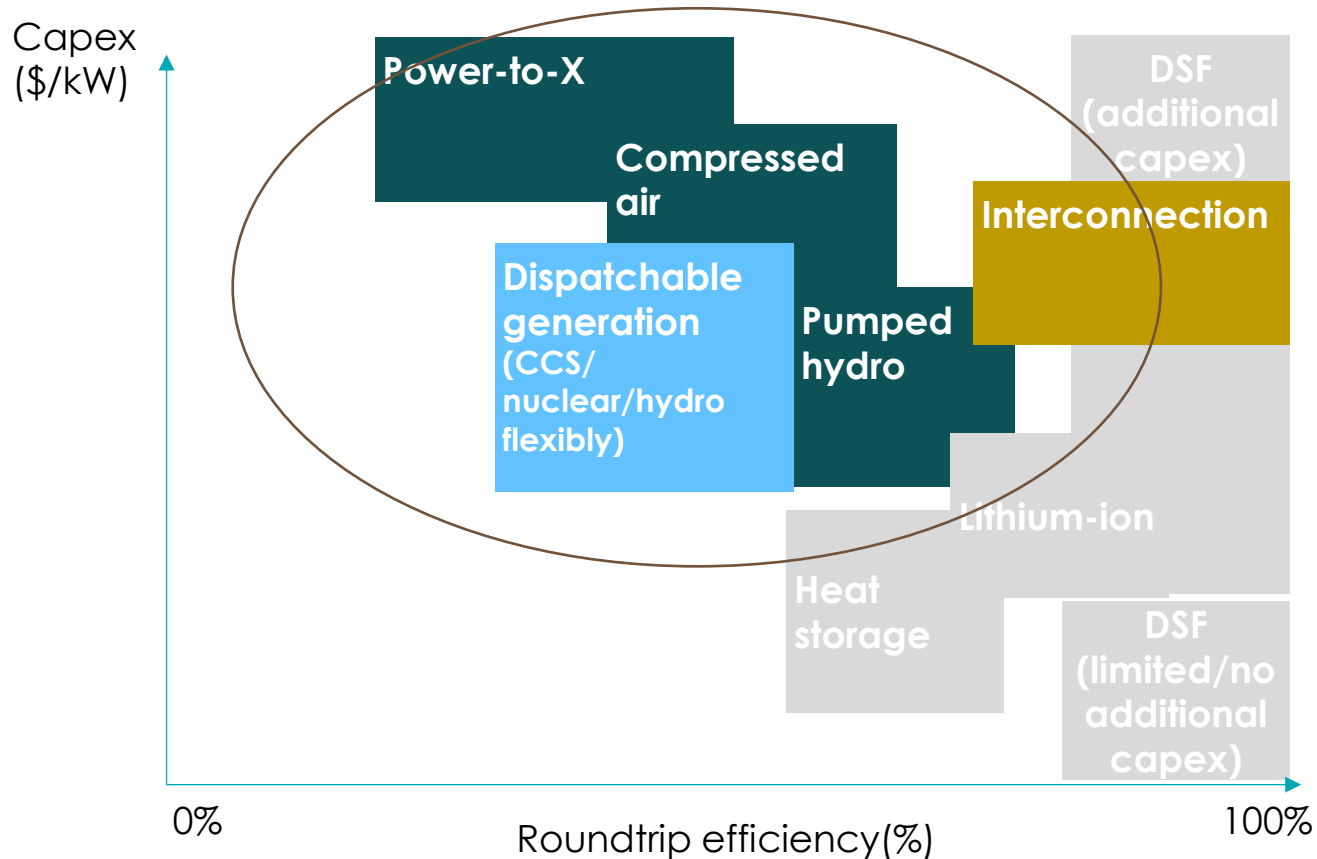 Capex
($/kW)
Power-to-X
DSF
(additional
capex)
Compressed
air
Interconnection
Dispatchable
generation
(CCS/
nuclear/hydro
flexibly)
Pumped
hydro
Lithium-ion
Heat
storage
DSF
(limited/no
additional
capex)
0%
Roundtrip efficiency(%)
100%